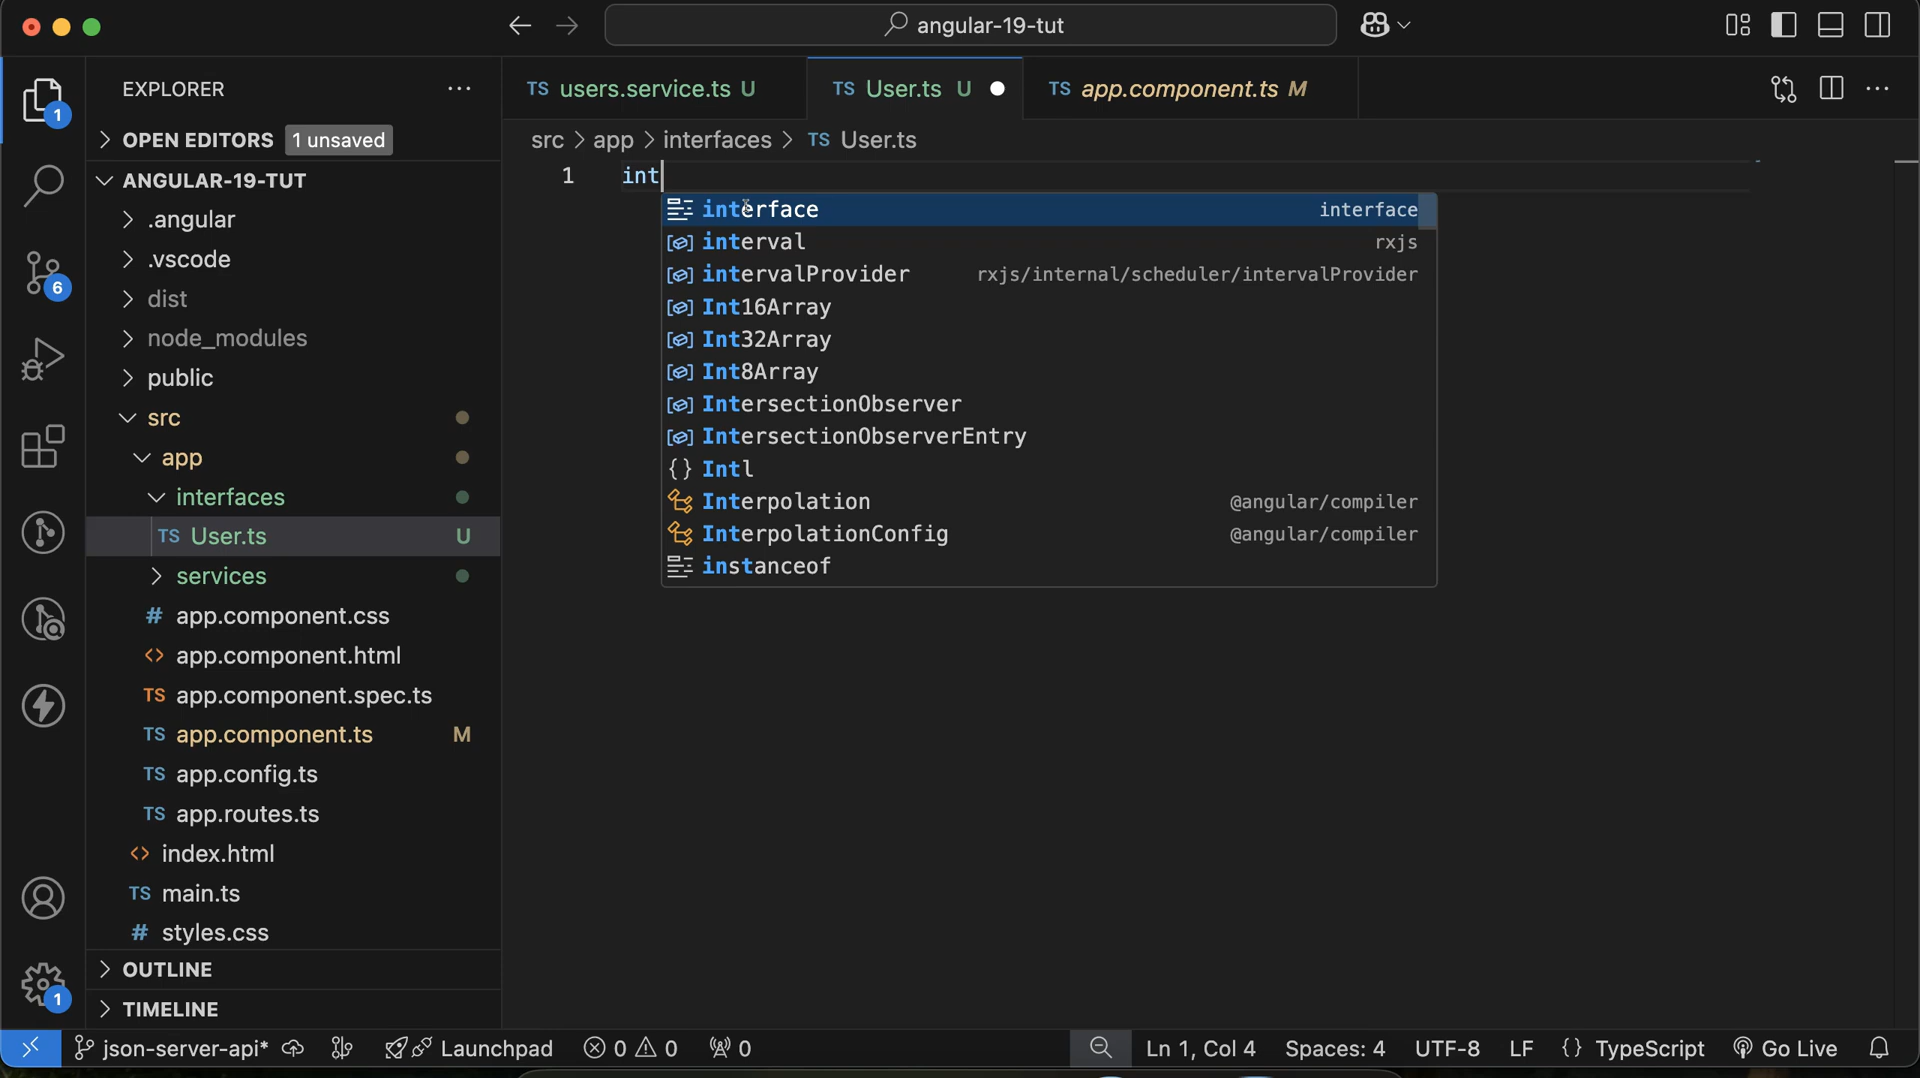 angular-19-tut
EXPLORER
TS users.service.ts U
TS User.ts U
TS app.component.ts M
1
OPEN EDITORS 1 unsaved
src > app > interfaces > TS User.ts
ANGULAR-19-TUT
1 int
.angular
interface interface
.vscode
interval rxjs
6
intervalProvider rxjs/internal/scheduler/intervalProvider
dist
Int16Array
node_modules
Int32Array
public
Int8Array
src
IntersectionObserver
app
IntersectionObserverEntry
interfaces
Intl
TS User.ts U
Interpolation @angular/compiler
InterpolationConfig @angular/compiler
services
instanceof
# app.component.css
<> app.component.html
TS app.component.spec.ts
TS app.component.ts M
TS app.config.ts
TS app.routes.ts
<> index.html
TS main.ts
# styles.css
OUTLINE
1
TIMELINE
json-server-api* Launchpad 0 0 0 Ln 1, Col 4 Spaces: 4 UTF-8 LF {} TypeScript Go Live